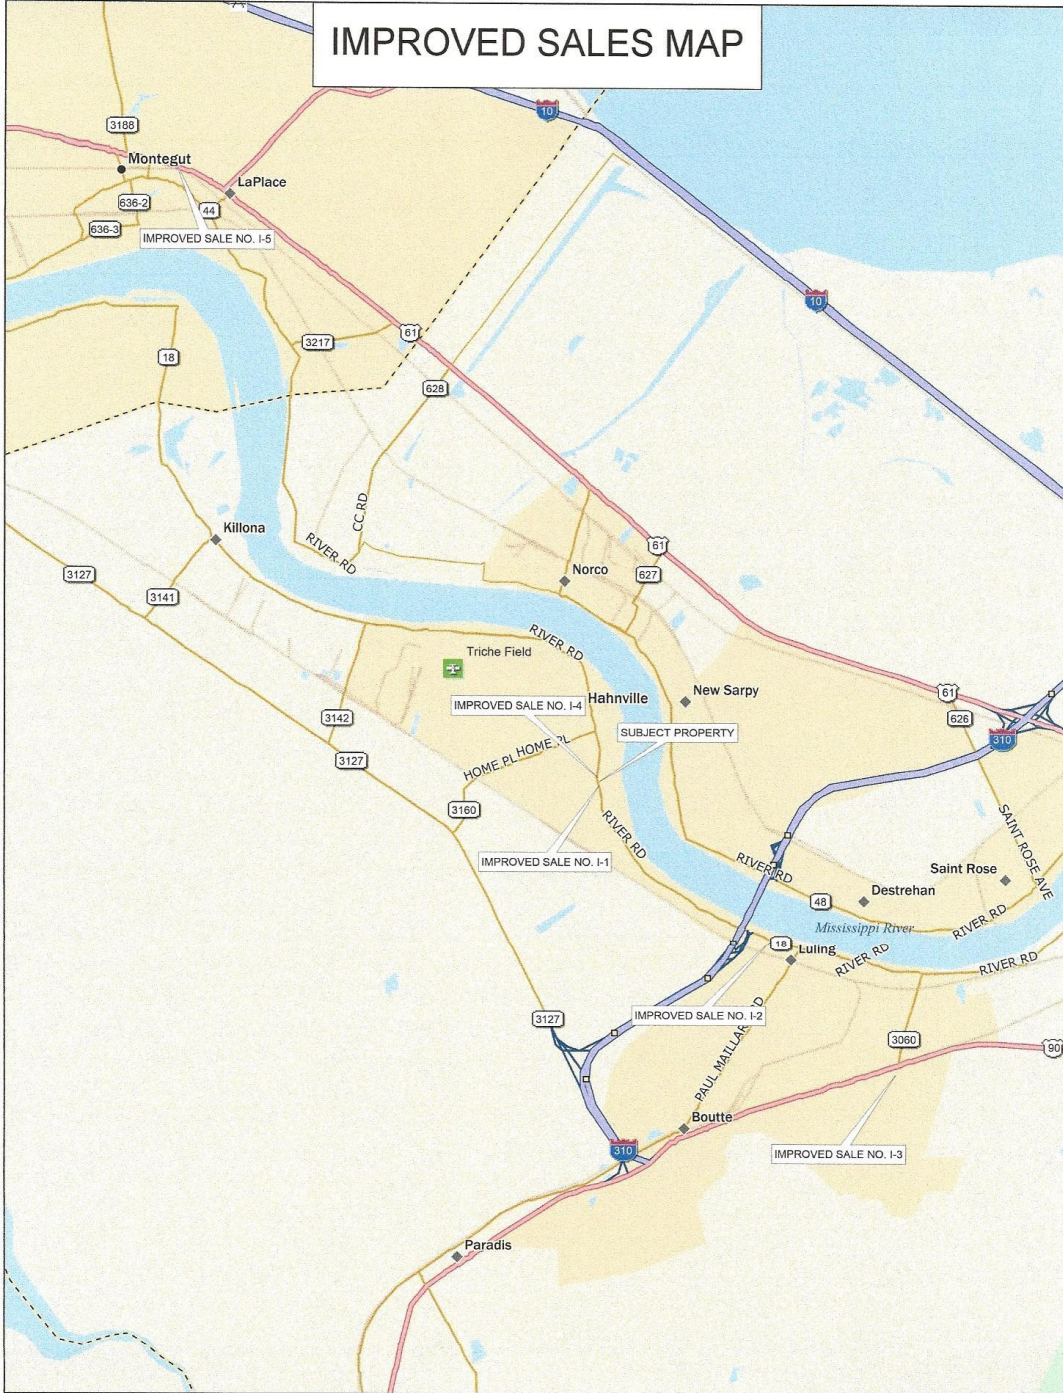 IMPROVED SALES MAP
10
3188
Montegut
LaPlace
636-2
44
636-3
IMPROVED SALE NO. I-5
10
61
3217
18
628
CC RD
Killona
RIVER RD
61
Norco
3127
627
3141
RIVER RD
Triche Field
Hahnville
New Sarpy
IMPROVED SALE NO. I-4
61
3142
626
SUBJECT PROPERTY
310
HOME PL
HOME PL
3127
3160
RIVER RD
SAINT ROSE AVE
IMPROVED SALE NO. I-1
RIVER RD
Saint Rose
Destrehan
48
RIVER RD
Mississippi River
18
Luling
RIVER RD
RIVER RD
IMPROVED SALE NO. I-2
3127
PAUL MAILLARD RD
3060
90
Boutte
310
IMPROVED SALE NO. I-3
Paradis